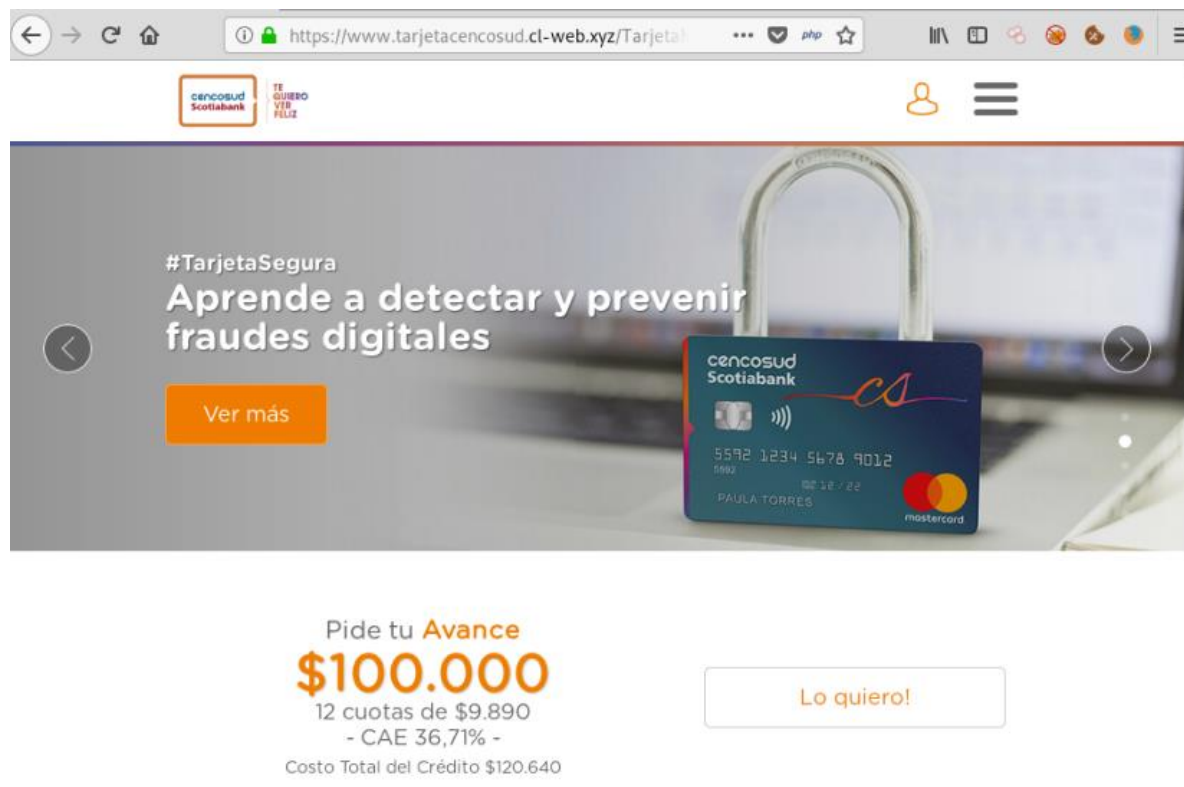 https://www.tarjetacencosud.cl-web.xyz/Tarjeta
php
cencosud
Scotiabank
TE
QUIERO
VER
FELIZ
#TarjetaSegura
Aprende a detectar y prevenir
fraudes digitales
Ver más
cencosud
Scotiabank
cs
5592 1234 5678 9012
5592
12/22
PAULA TORRES
mastercard
Pide tu Avance
$100.000
12 cuotas de $9.890
- CAE 36,71% -
Costo Total del Crédito $120.640
Lo quiero!